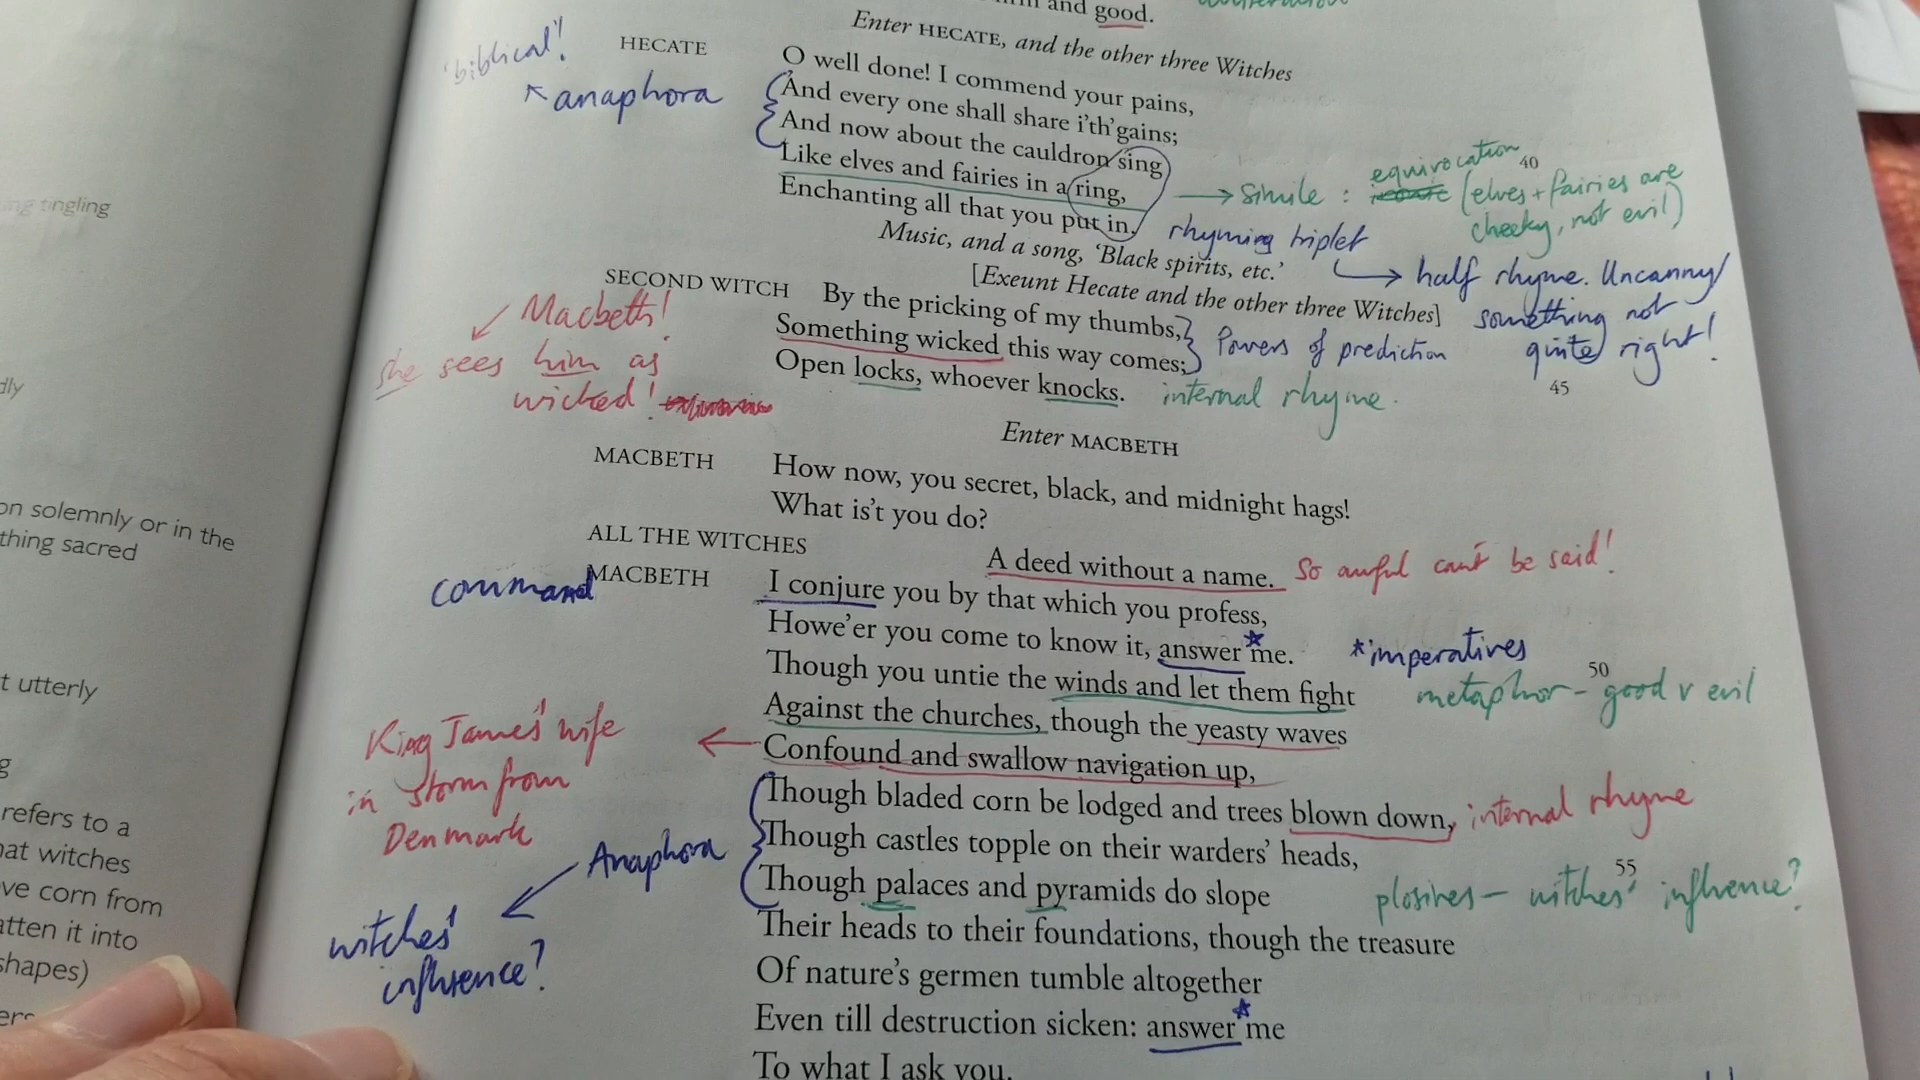 and good.
Enter HECATE, and the other three Witches
'biblical'!
HECATE O well done! I commend your pains,
anaphora And every one shall share i'th'gains;
And now about the cauldron sing
Like elves and fairies in a ring,
Enchanting all that you put in.
→ simile : equivocation (elves + fairies are
cheeky, not evil)
40
rhyming triplet
→ half rhyme. Uncanny/
something not
quite right!
Music, and a song, 'Black spirits, etc.'
[Exeunt Hecate and the other three Witches]
SECOND WITCH By the pricking of my thumbs,
Something wicked this way comes;
Powers of prediction
Open locks, whoever knocks. internal rhyme.
45
Macbeth!
she sees him as
wicked!
Enter MACBETH
MACBETH How now, you secret, black, and midnight hags!
What is't you do?
ALL THE WITCHES A deed without a name. So awful can't be said!
command MACBETH I conjure you by that which you profess,
Howe'er you come to know it, answer* me. *imperatives
Though you untie the winds and let them fight 50
metaphor - good v evil
Against the churches, though the yeasty waves
Confound and swallow navigation up,
King James' wife
in storm from
Denmark
Though bladed corn be lodged and trees blown down, internal rhyme
Though castles topple on their warders' heads,
Though palaces and pyramids do slope 55
plosives – witches' influence?
Anaphora
witches'
influence?
Their heads to their foundations, though the treasure
Of nature's germen tumble altogether
Even till destruction sicken: answer* me
To what I ask you.
ng tingling
dly
on solemnly or in the
thing sacred
t utterly
g
refers to a
hat witches
ve corn from
atten it into
shapes)
ers